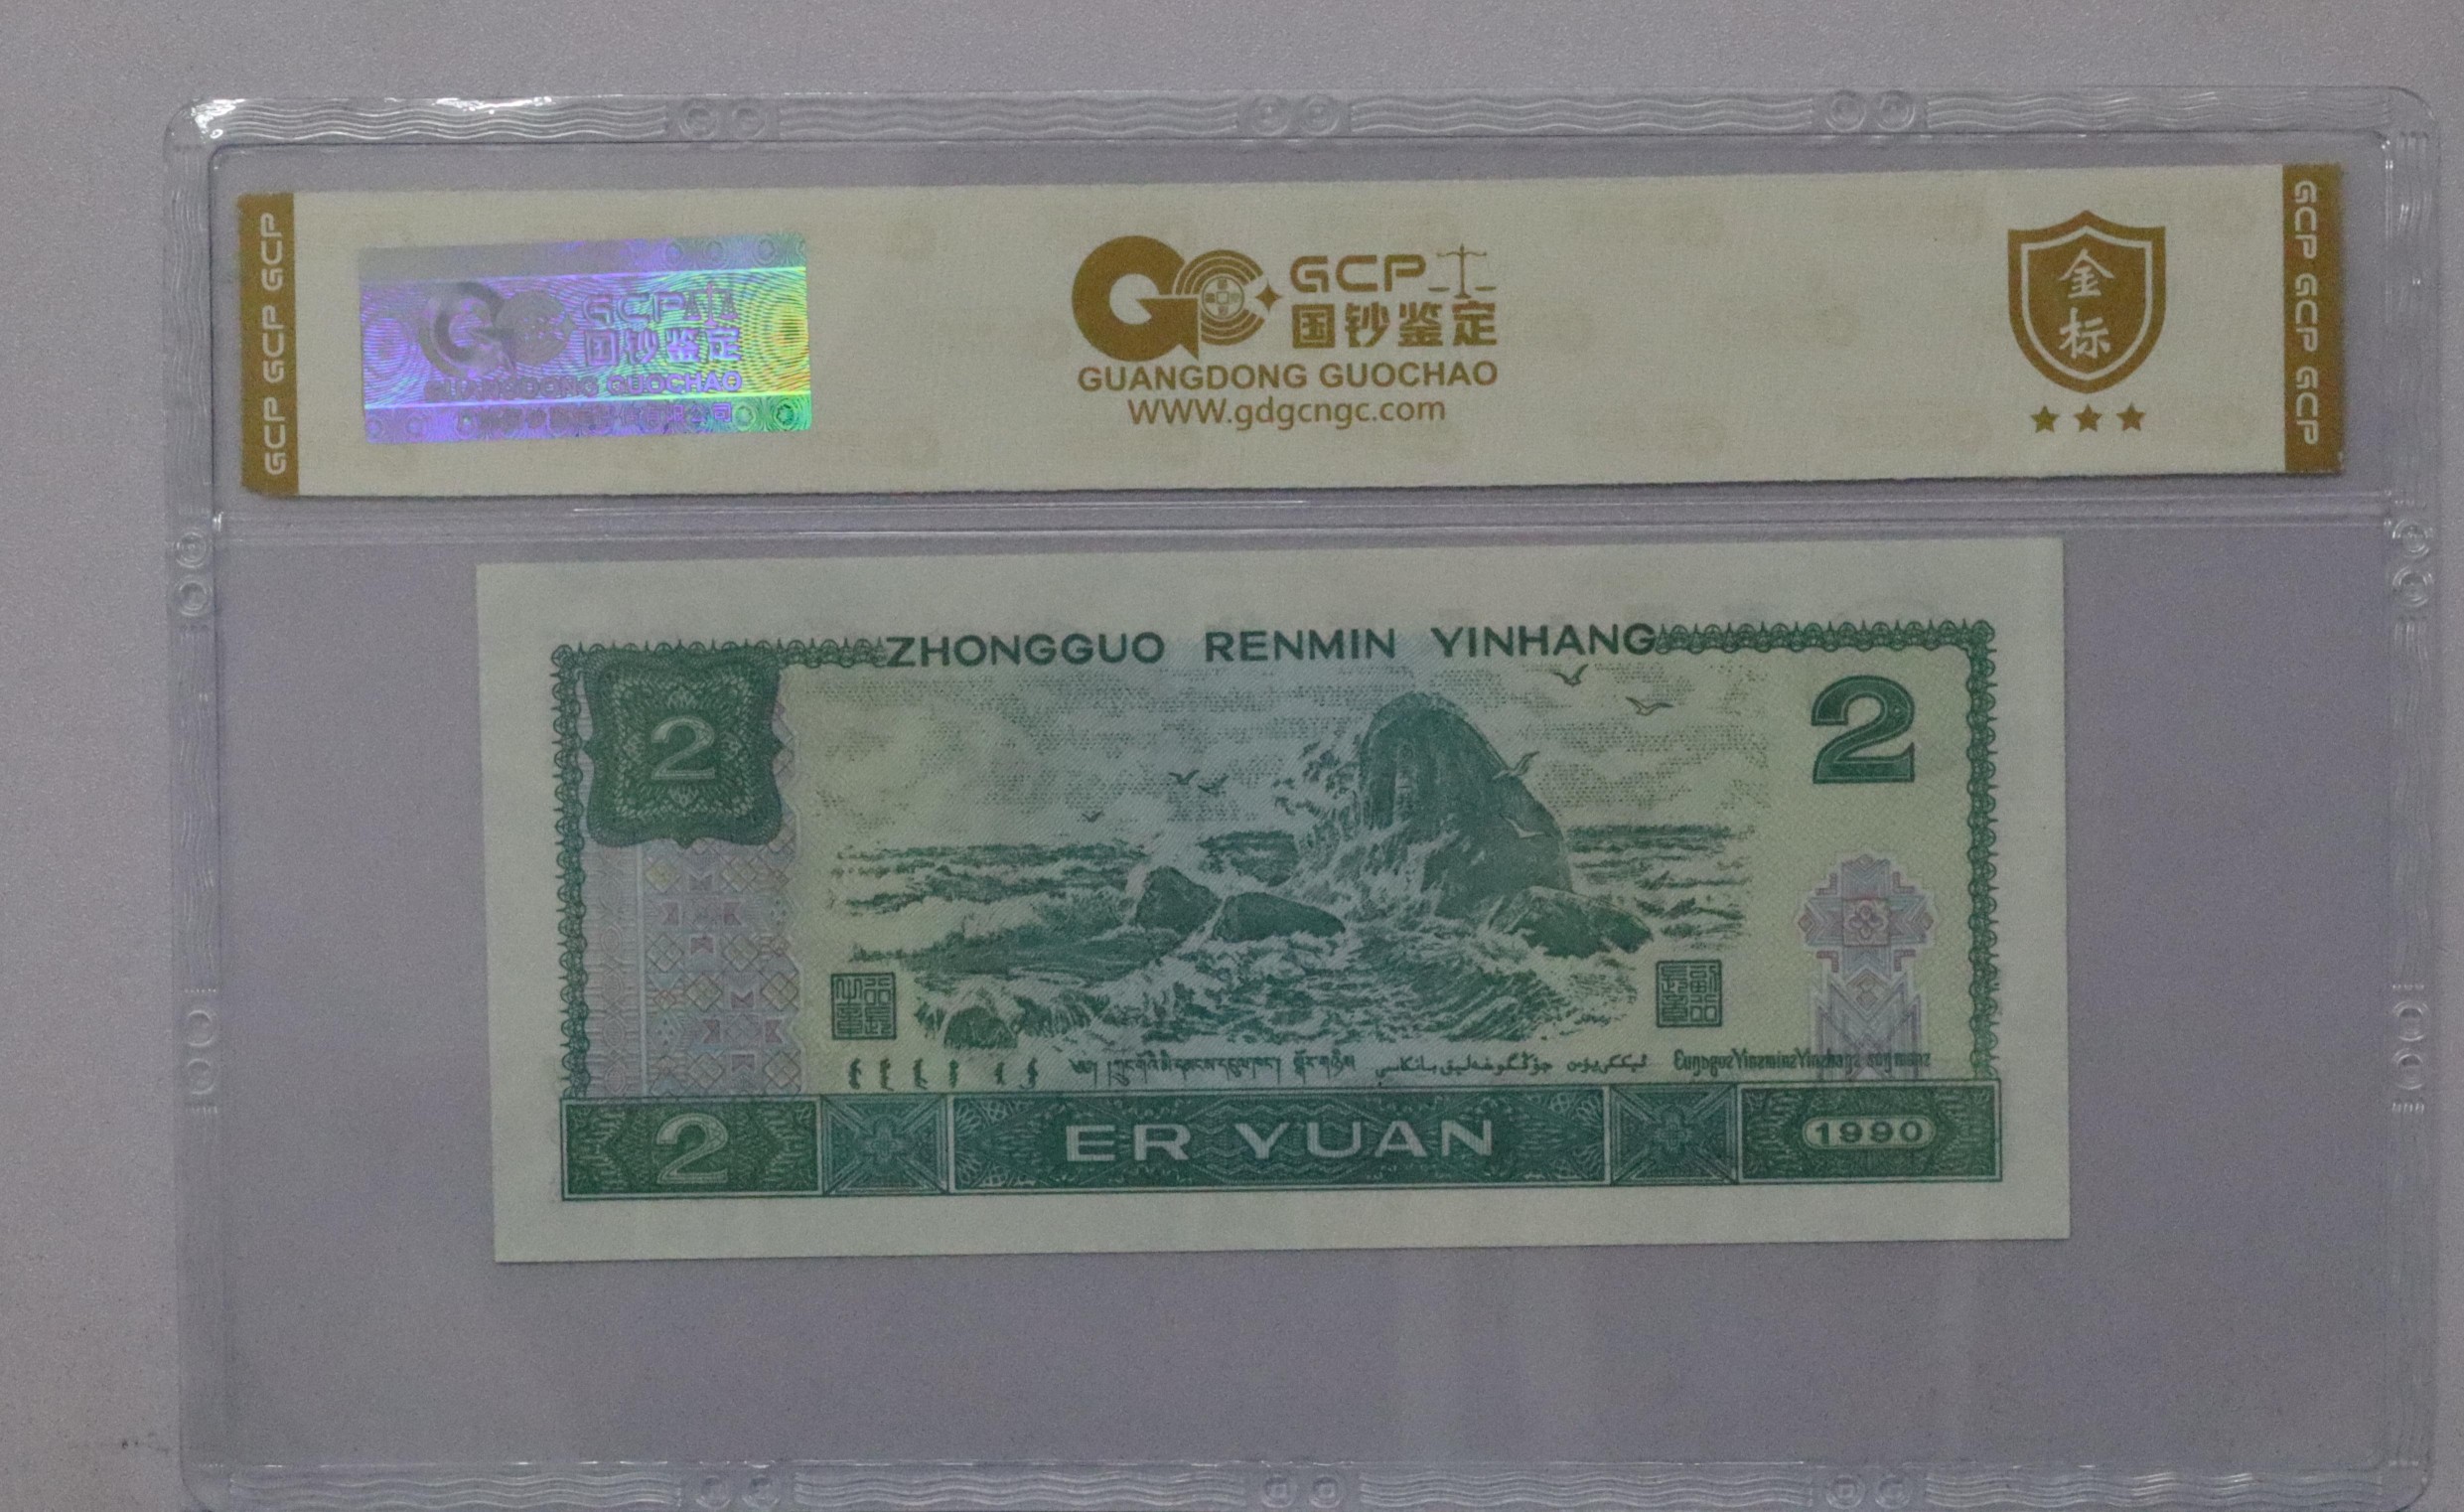 GCP GCP GCP
GCP
国钞鉴定
GUANGDONG GUOCHAO
GCP
国钞鉴定
GUANGDONG GUOCHAO
WWW.gdgcngc.com
金
标
GCP GCP GCP
ZHONGGUO RENMIN YINHANG
2
2
2
ER YUAN
1990